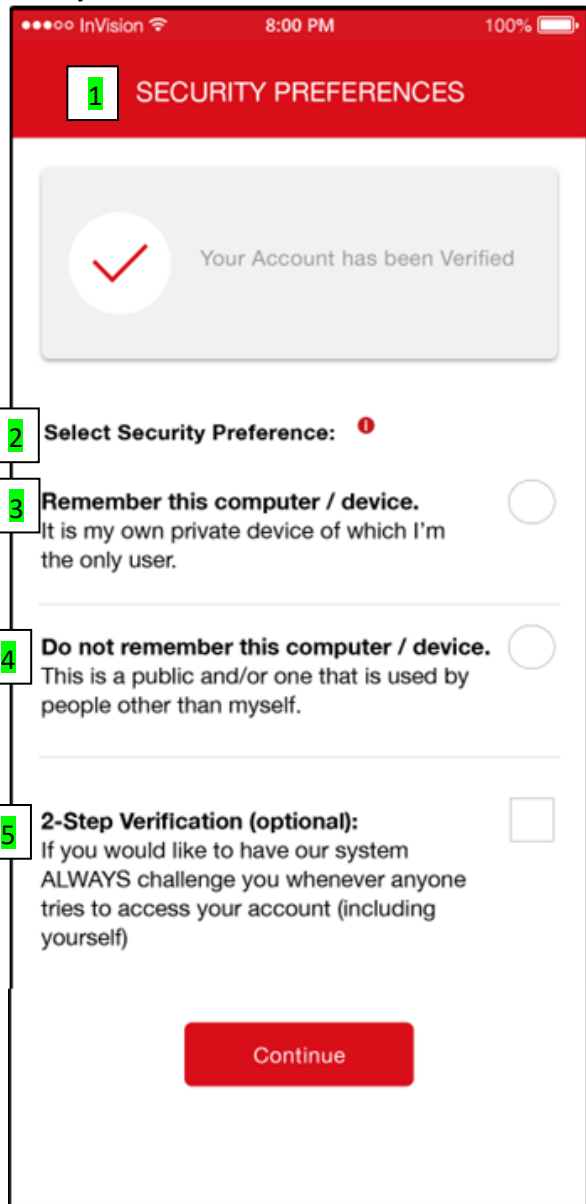 InVision 8:00 PM 100%
1 SECURITY PREFERENCES
Your Account has been Verified
2 Select Security Preference:
3 Remember this computer / device.
It is my own private device of which I'm
the only user.
4 Do not remember this computer / device.
This is a public and/or one that is used by
people other than myself.
5 2-Step Verification (optional):
If you would like to have our system
ALWAYS challenge you whenever anyone
tries to access your account (including
yourself)
Continue